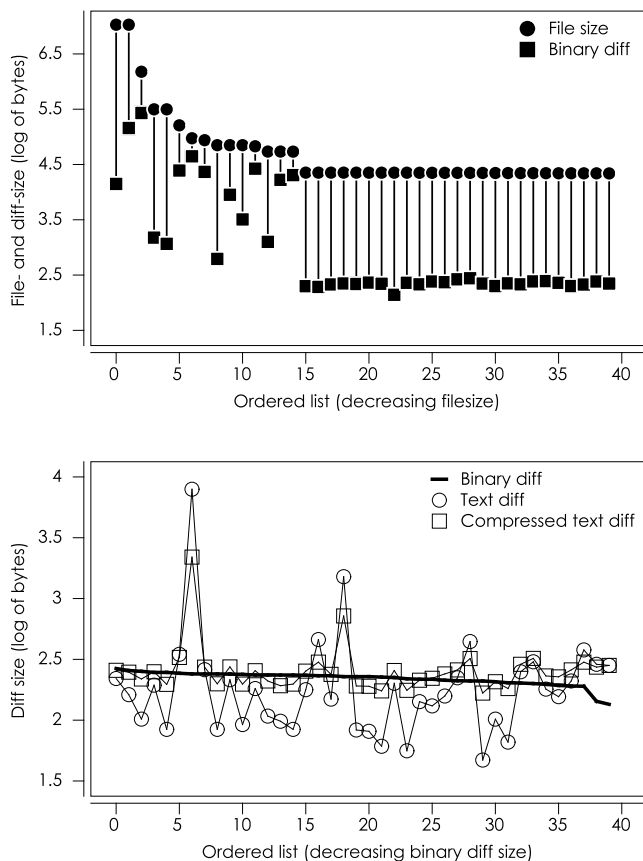 File size
Binary diff
File- and diff-size (log of bytes)
6.5
5.5
4.5
3.5
2.5
1.5
0 5 10 15 20 25 30 35 40
Ordered list (decreasing filesize)
Binary diff
Text diff
Compressed text diff
Diff size (log of bytes)
4
3.5
3
2.5
2
1.5
0 5 10 15 20 25 30 35 40
Ordered list (decreasing binary diff size)